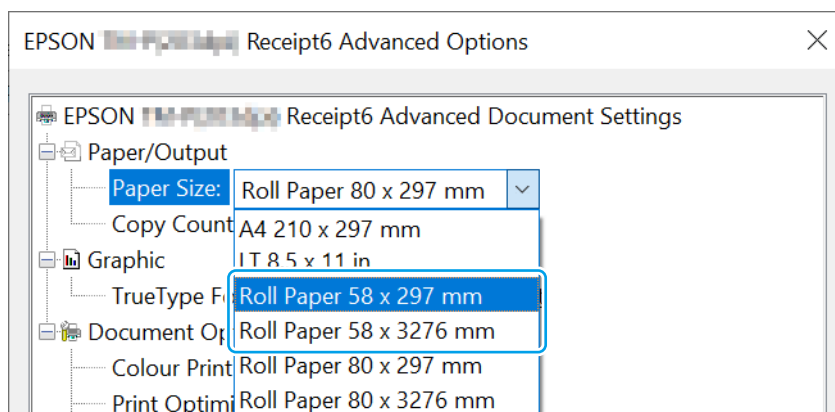 EPSON Receipt6 Advanced Options
EPSON Receipt6 Advanced Document Settings
Paper/Output
Paper Size: Roll Paper 80 x 297 mm
Copy Count
A4 210 x 297 mm
Graphic
LT 8.5 x 11 in
TrueType
Roll Paper 58 x 297 mm
Document Op
Roll Paper 58 x 3276 mm
Colour Print
Roll Paper 80 x 297 mm
Print Optimi
Roll Paper 80 x 3276 mm